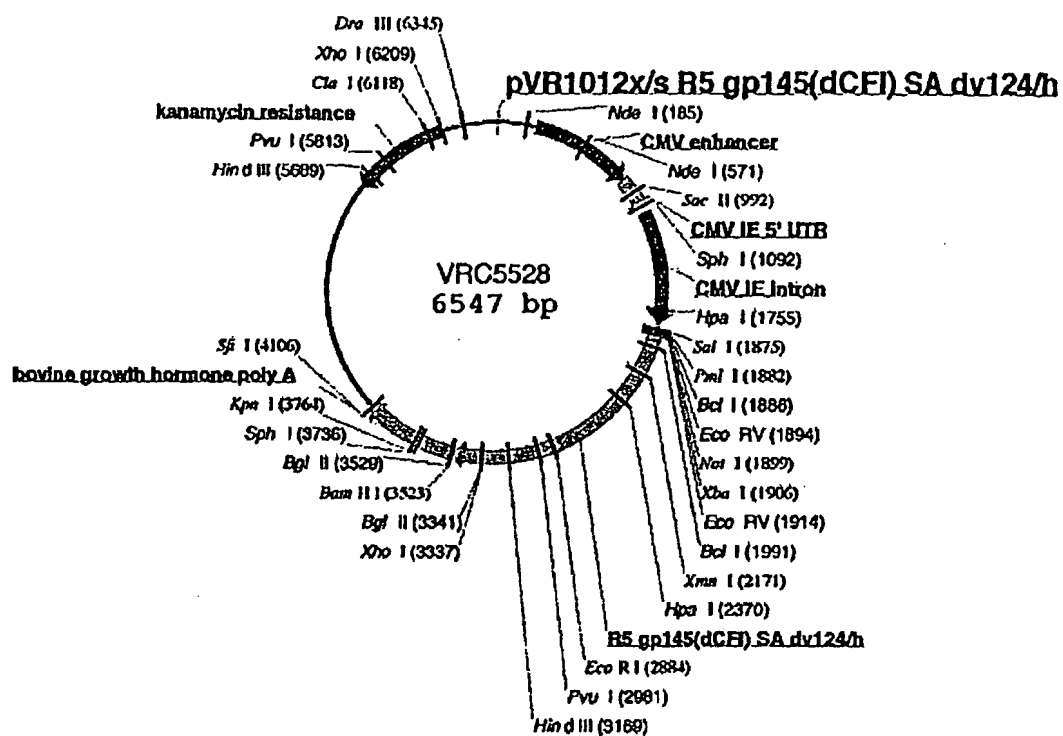 Dra III (6345)
Xho I (6209)
Cla I (6118)
kanamycin resistance
Pvu I (5813)
Hind III (5689)
pVR1012x/s R5 gp145(dCFI) SA dv124/h
Nde I (185)
CMV enhancer
Nde I (571)
Sac II (992)
CMV IE 5' UTR
Sph I (1092)
CMV IE Intron
Hpa I (1755)
Sal I (1875)
Pml I (1882)
Bcl I (1886)
Eco RV (1894)
Not I (1899)
Xba I (1906)
Eco RV (1914)
Bcl I (1991)
Xmn I (2171)
Hpa I (2370)
R5 gp145(dCFI) SA dv124/h
Eco RI (2884)
Pvu I (2981)
Hind III (3169)
VRC5528
6547 bp
Sfi I (4106)
bovine growth hormone poly A
Kpn I (3764)
Sph I (3736)
Bgl II (3529)
Bam HI (3523)
Bgl II (3341)
Xho I (3337)